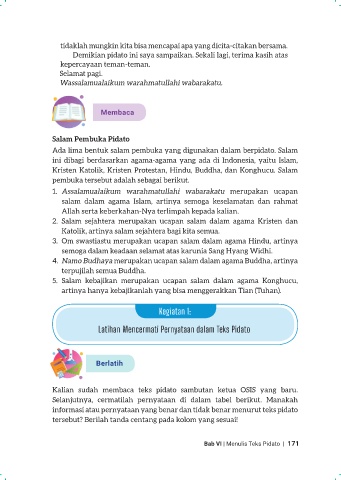 tidaklah mungkin kita bisa mencapai apa yang dicita-citakan bersama.
Demikian pidato ini saya sampaikan. Sekali lagi, terima kasih atas
kepercayaan teman-teman.
Selamat pagi.
Wassalamualaikum warahmatullahi wabarakatu.
Membaca
Salam Pembuka Pidato
Ada lima bentuk salam pembuka yang digunakan dalam berpidato. Salam
ini dibagi berdasarkan agama-agama yang ada di Indonesia, yaitu Islam,
Kristen Katolik, Kristen Protestan, Hindu, Buddha, dan Konghucu. Salam
pembuka tersebut adalah sebagai berikut.
1. Assalamualaikum warahmatullahi wabarakatu merupakan ucapan
salam dalam agama Islam, artinya semoga keselamatan dan rahmat
Allah serta keberkahan-Nya terlimpah kepada kalian.
2. Salam sejahtera merupakan ucapan salam dalam agama Kristen dan
Katolik, artinya salam sejahtera bagi kita semua.
3. Om swastiastu merupakan ucapan salam dalam agama Hindu, artinya
semoga dalam keadaan selamat atas karunia Sang Hyang Widhi.
4. Namo Budhaya merupakan ucapan salam dalam agama Buddha, artinya
terpujilah semua Buddha.
5. Salam kebajikan merupakan ucapan salam dalam agama Konghucu,
artinya hanya kebajikanlah yang bisa menggerakkan Tian (Tuhan).
Kegiatan 1:
Latihan Mencermati Pernyataan dalam Teks Pidato
Berlatih
Kalian sudah membaca teks pidato sambutan ketua OSIS yang baru.
Selanjutnya, cermatilah pernyataan di dalam tabel berikut. Manakah
informasi atau pernyataan yang benar dan tidak benar menurut teks pidato
tersebut? Berilah tanda centang pada kolom yang sesuai!
Bab VI | Menulis Teks Pidato | 171